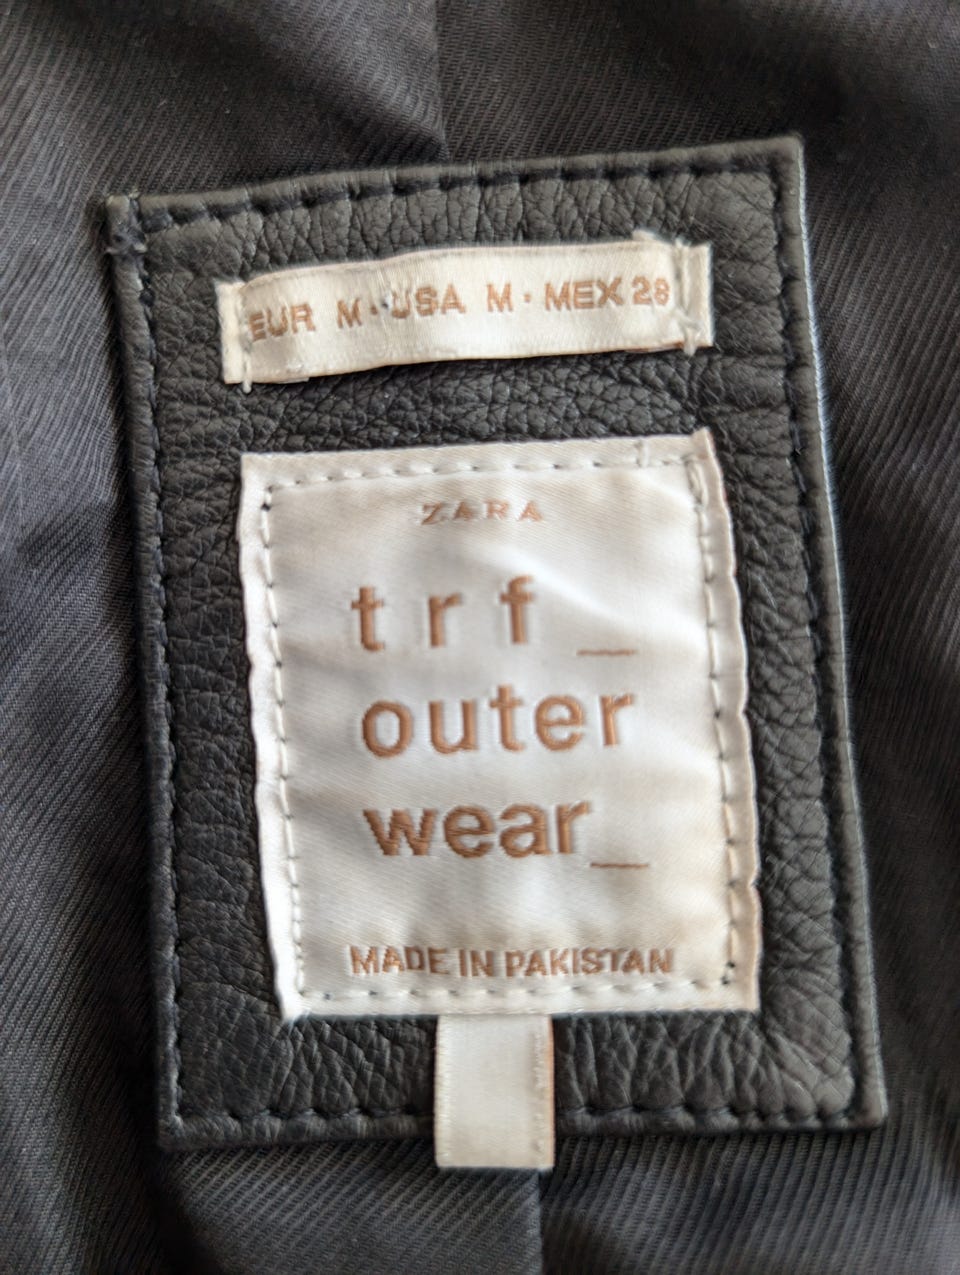 EUR M · USA M · MEX 28
ZARA
trf_
outer
wear_
MADE IN PAKISTAN